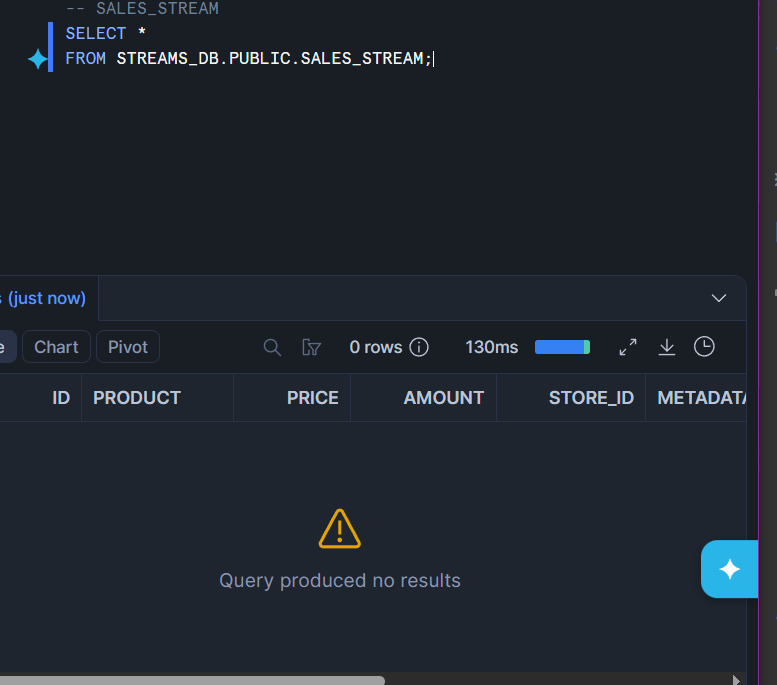 -- SALES_STREAM
SELECT *
FROM STREAMS_DB.PUBLIC.SALES_STREAM;
(just now)
Chart Pivot 0 rows 130ms
ID PRODUCT PRICE AMOUNT STORE_ID METADATA
Query produced no results